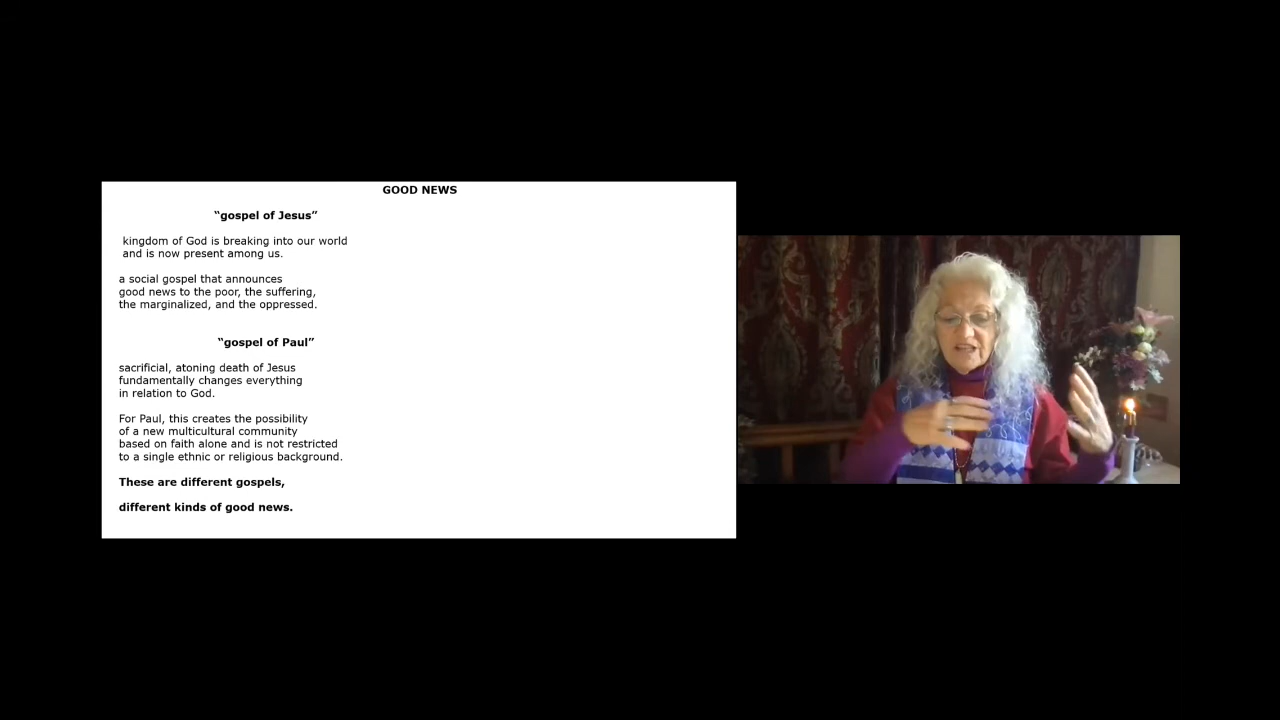 GOOD NEWS
“gospel of Jesus”
kingdom of God is breaking into our world
and is now present among us.
a social gospel that announces
good news to the poor, the suffering,
the marginalized, and the oppressed.
“gospel of Paul”
sacrificial, atoning death of Jesus
fundamentally changes everything
in relation to God.
For Paul, this creates the possibility
of a new multicultural community
based on faith alone and is not restricted
to a single ethnic or religious background.
These are different gospels,
different kinds of good news.